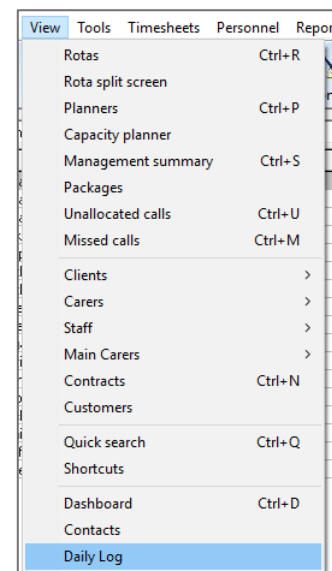 View Tools Timesheets Personnel Repor
Rotas Ctrl+R
Rota split screen
Planners Ctrl+P
Capacity planner
Management summary Ctrl+S
Packages
Unallocated calls Ctrl+U
Missed calls Ctrl+M
Clients
Carers
Staff
Main Carers
Contracts Ctrl+N
Customers
Quick search Ctrl+Q
Shortcuts
Dashboard Ctrl+D
Contacts
Daily Log